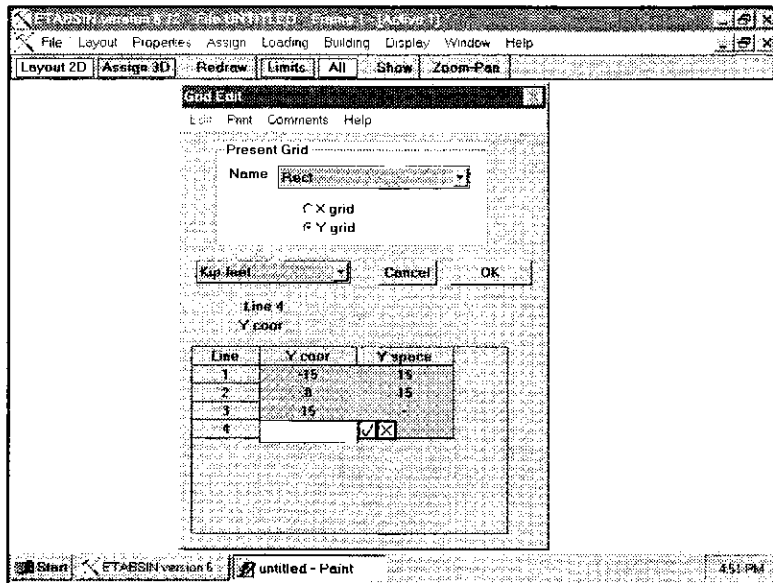 ETABSIN version 6.12 - File UNTITLED - Frame 1 - [Active 1]
File Layout Properties Assign Loading Building Display Window Help
Layout 2D Assign 3D Redraw Limits All Show Zoom-Pan
Grid Edit
Edit Print Comments Help
Present Grid
Name Rect
X grid
Y grid
Kip feet Cancel OK
Line 4
Y coor
Line Y coor Y space
1 -15 15
2 0 15
3 15 -
4
Start ETABSIN version 6 untitled - Paint 4:51 PM